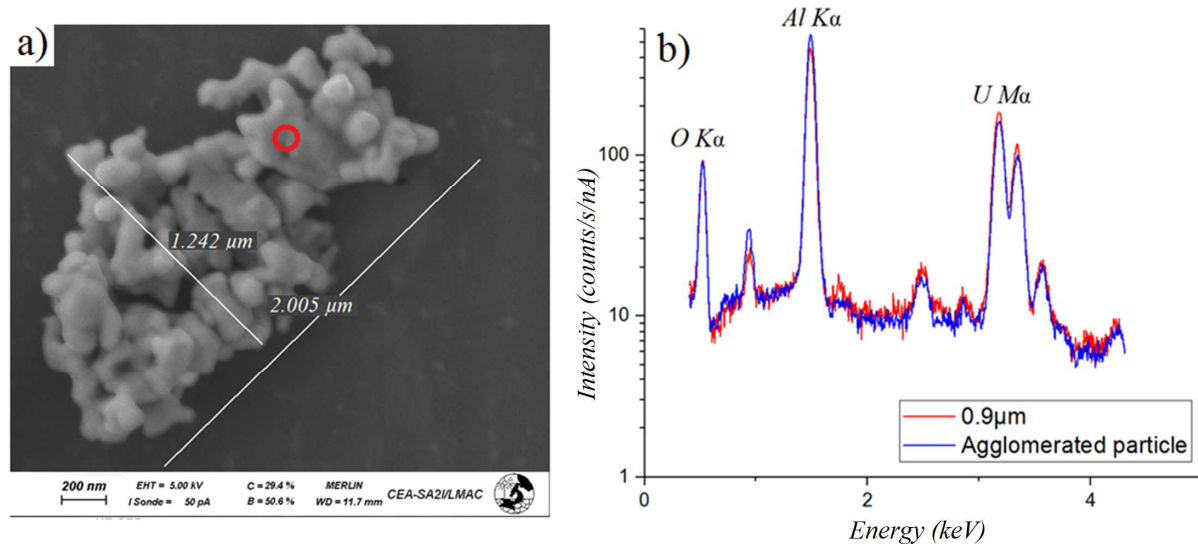 a)
1.242 µm
2.005 µm
200 nm
EHT = 5.00 kV
I Sonde = 50 pA
C = 29.4 %
B = 50.6 %
MERLIN
WD = 11.7 mm
CEA-SA2I/LMAC
b)
Al Kα
U Mα
O Kα
100
10
1
0
2
4
Intensity (counts/s/nA)
Energy (keV)
0.9µm
Agglomerated particle